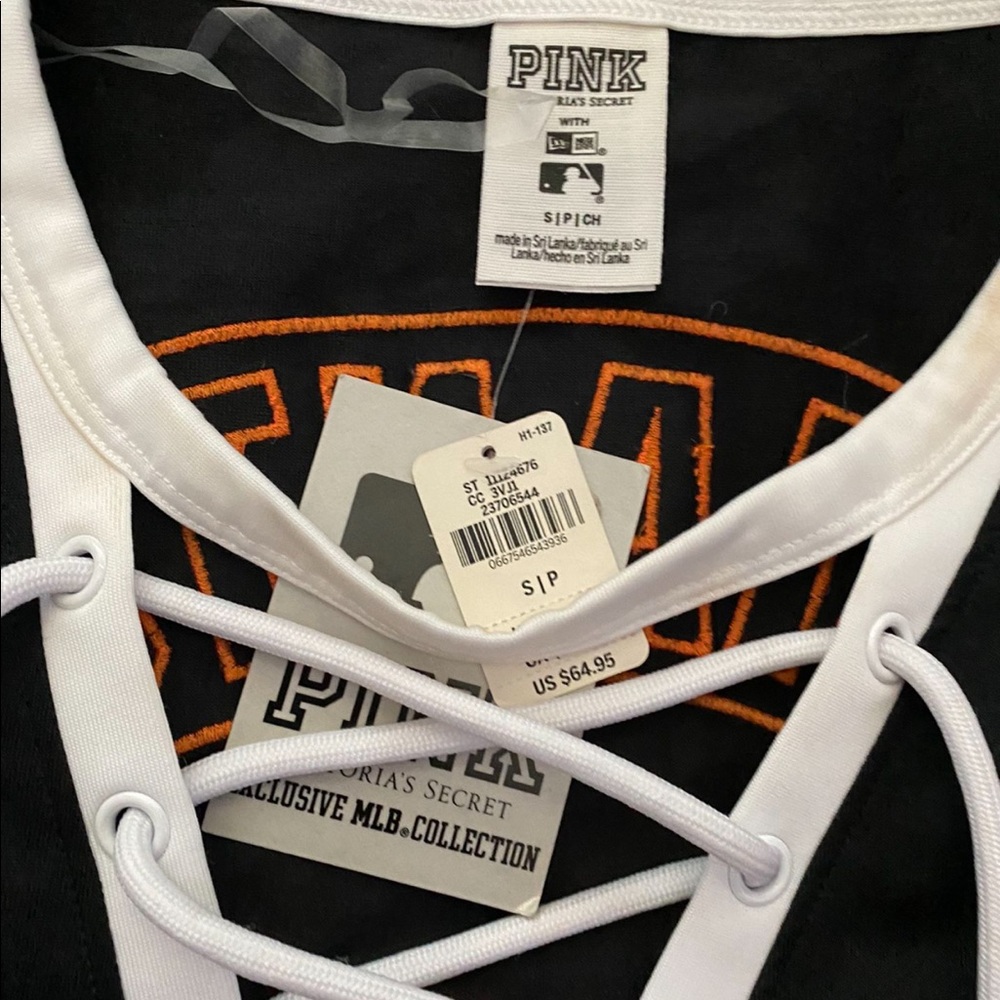 PINK
RIA'S SECRET
WITH
S | P | CH
made in Sri Lanka/fabriqué au Sri
Lanka/hecho en Sri Lanka
H1-137
ST 11124676
CC 3VJ1
23706544
0667546543936
S | P
US $64.95
PINK
TORIA'S SECRET
EXCLUSIVE MLB® COLLECTION